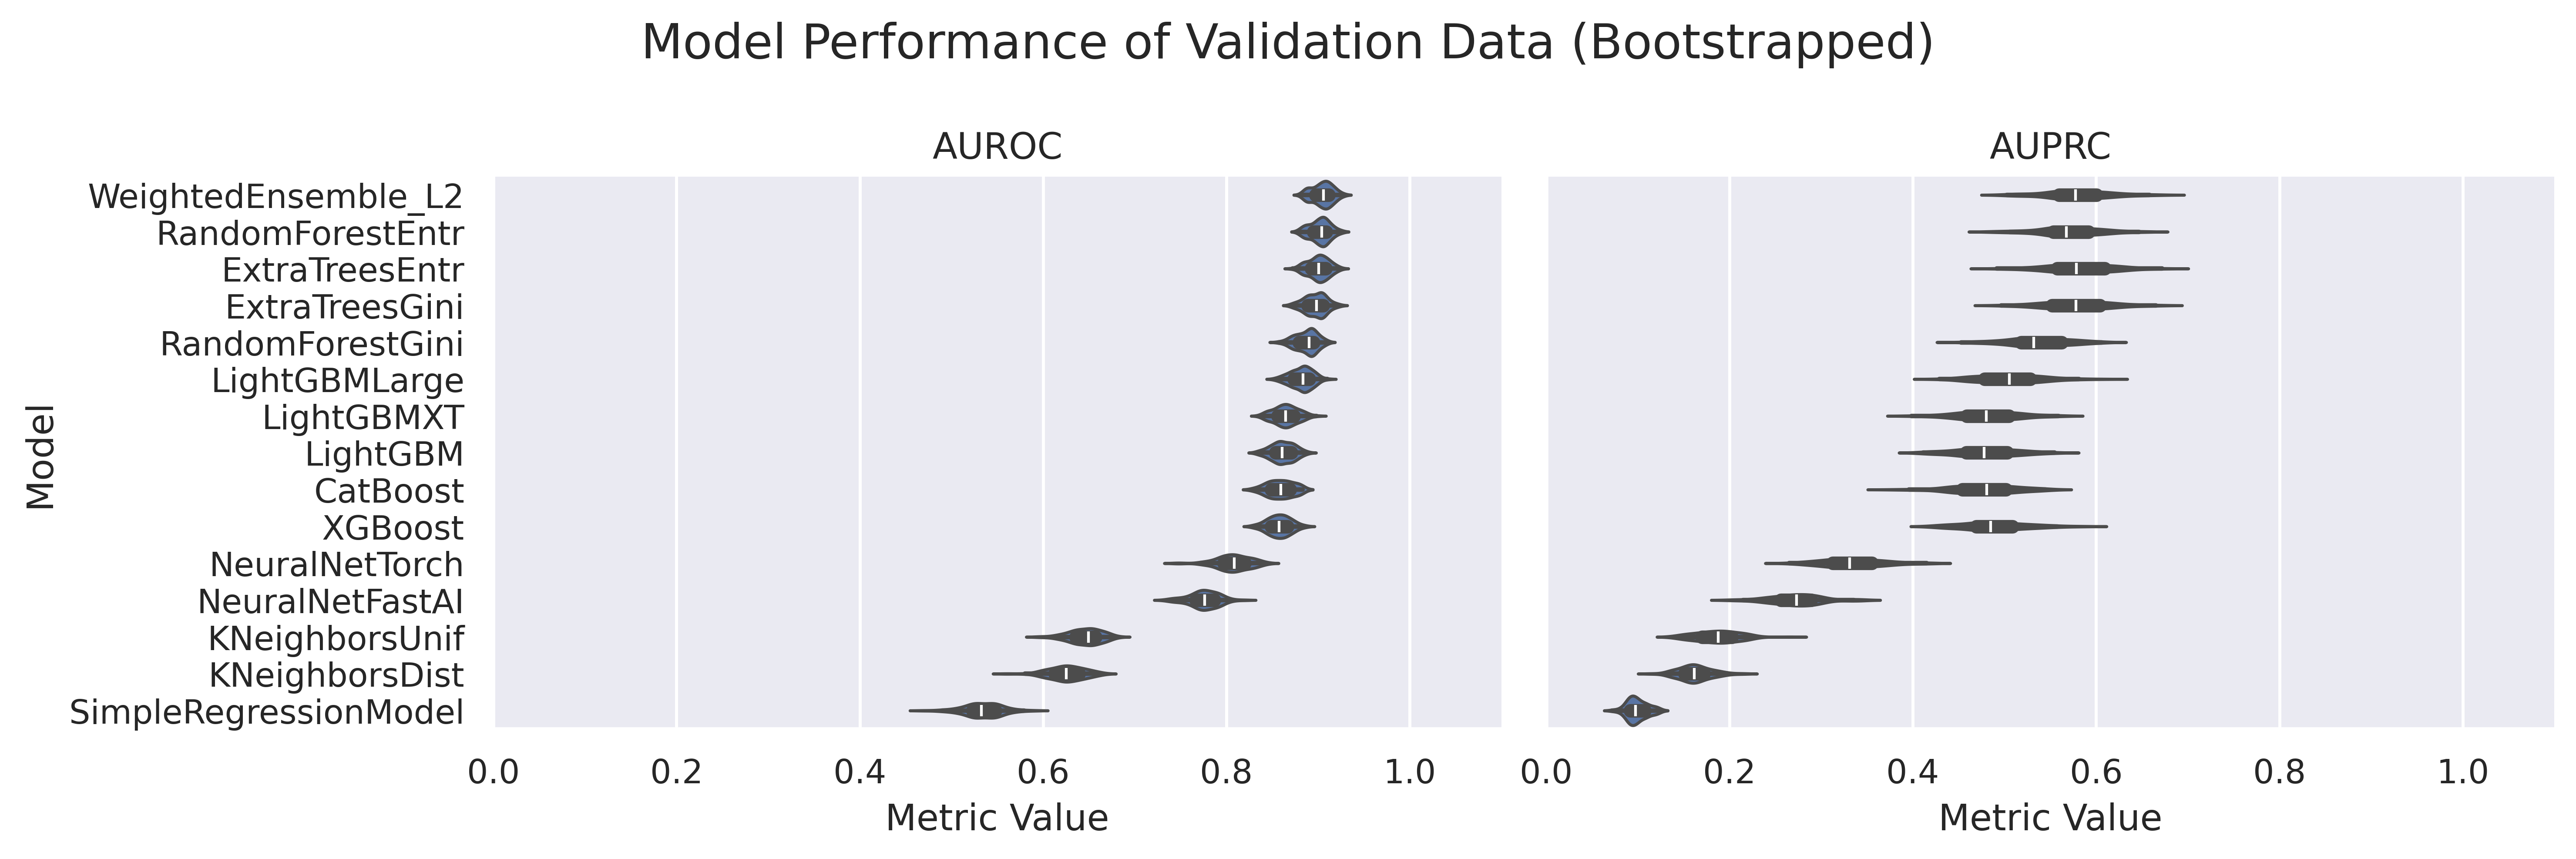 Model Performance of Validation Data (Bootstrapped)
AUROC
AUPRC
Model
WeightedEnsemble_L2
RandomForestEntr
ExtraTreesEntr
ExtraTreesGini
RandomForestGini
LightGBMLarge
LightGBMXT
LightGBM
CatBoost
XGBoost
NeuralNetTorch
NeuralNetFastAI
KNeighborsUnif
KNeighborsDist
SimpleRegressionModel
0.0 0.2 0.4 0.6 0.8 1.0
0.0 0.2 0.4 0.6 0.8 1.0
Metric Value
Metric Value